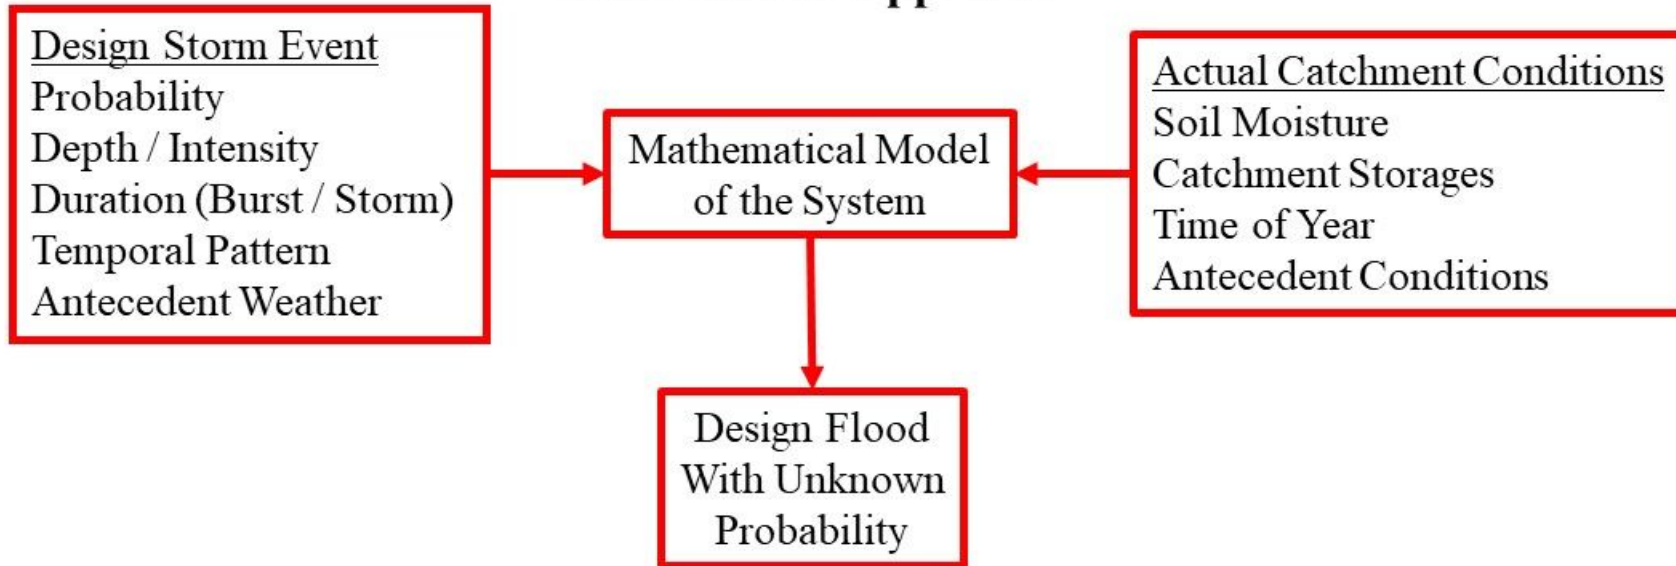 Design Storm Event
Probability
Depth / Intensity
Duration (Burst / Storm)
Temporal Pattern
Antecedent Weather
Mathematical Model
of the System
Actual Catchment Conditions
Soil Moisture
Catchment Storages
Time of Year
Antecedent Conditions
Design Flood
With Unknown
Probability